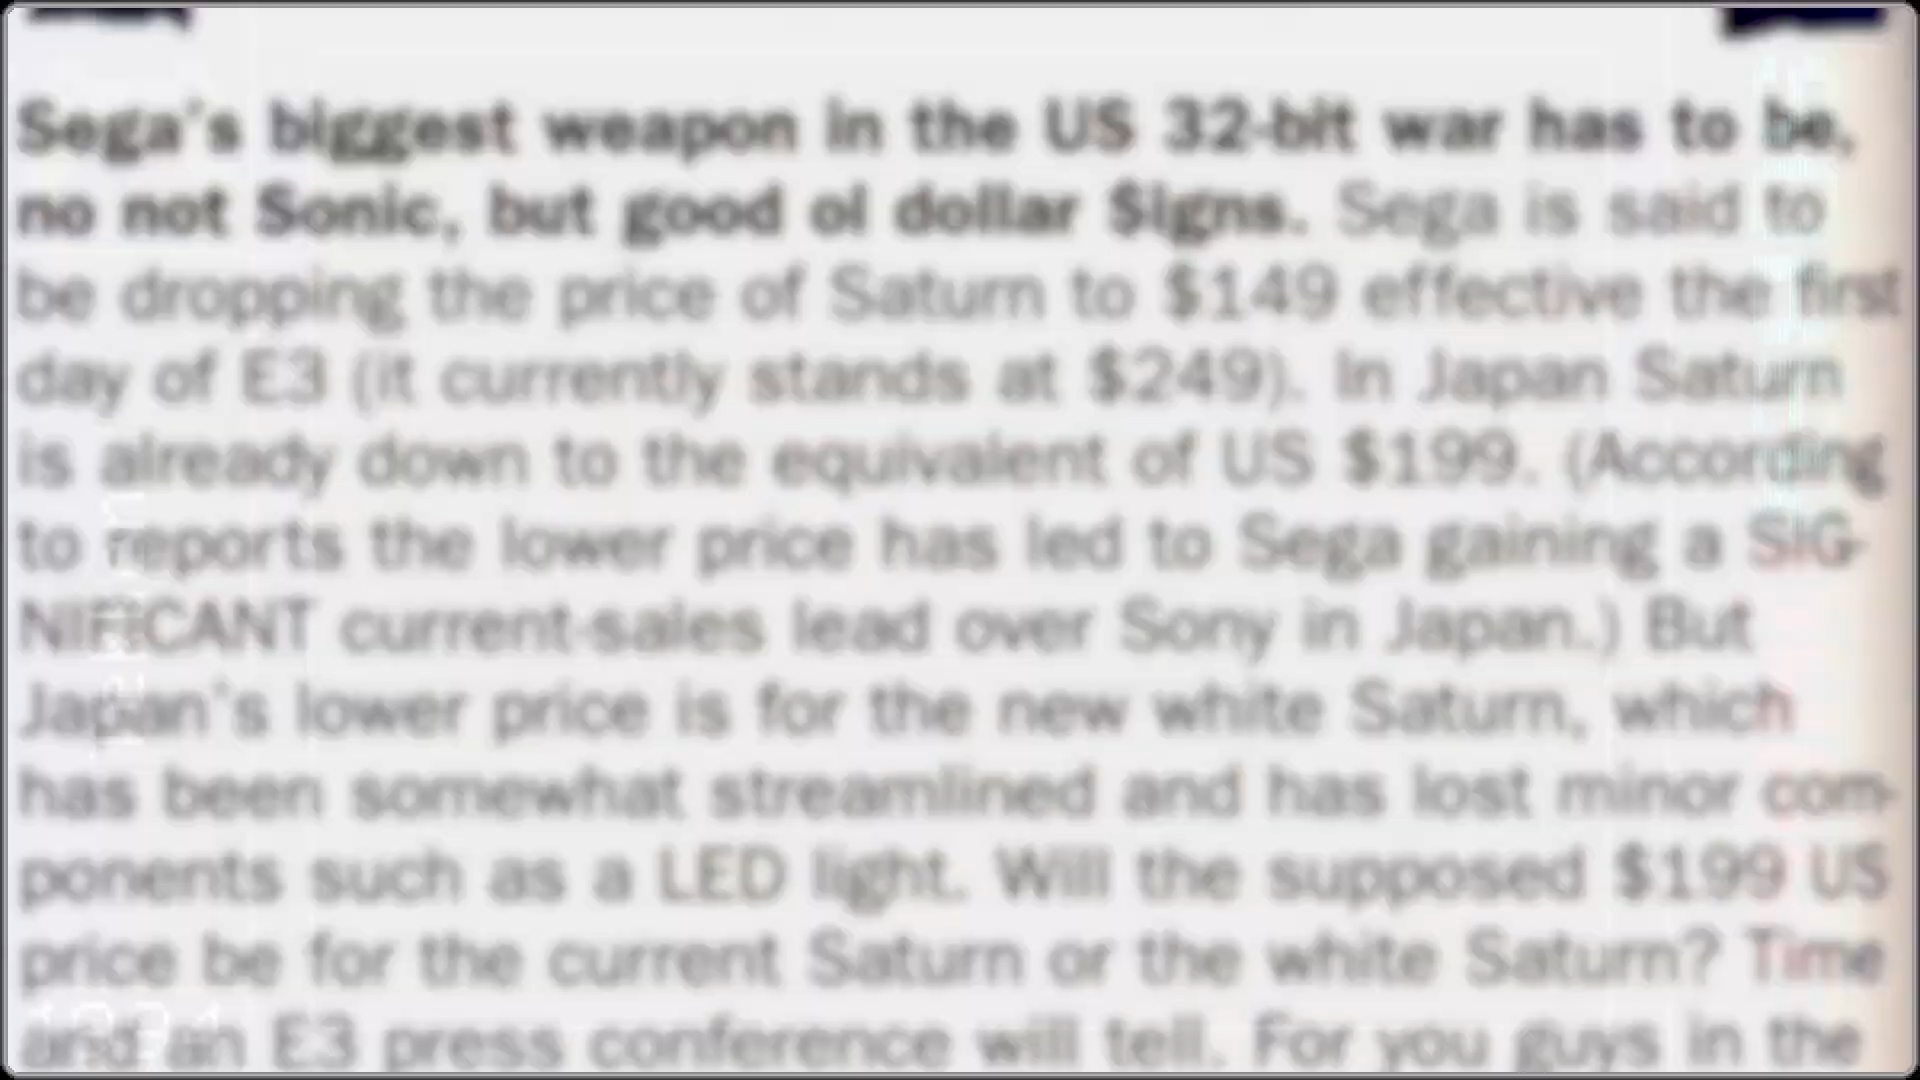 Sega's biggest weapon in the US 32-bit war has to be,
no not Sonic, but good ol dollar $igns. Sega is said to
be dropping the price of Saturn to $149 effective the first
day of E3 (it currently stands at $249). In Japan Saturn
is already down to the equivalent of US $199. (According
to reports the lower price has led to Sega gaining a SIG-
NIFICANT current-sales lead over Sony in Japan.) But
Japan's lower price is for the new white Saturn, which
has been somewhat streamlined and has lost minor com-
ponents such as a LED light. Will the supposed $199 US
price be for the current Saturn or the white Saturn? Time
and an E3 press conference will tell. For you guys in the